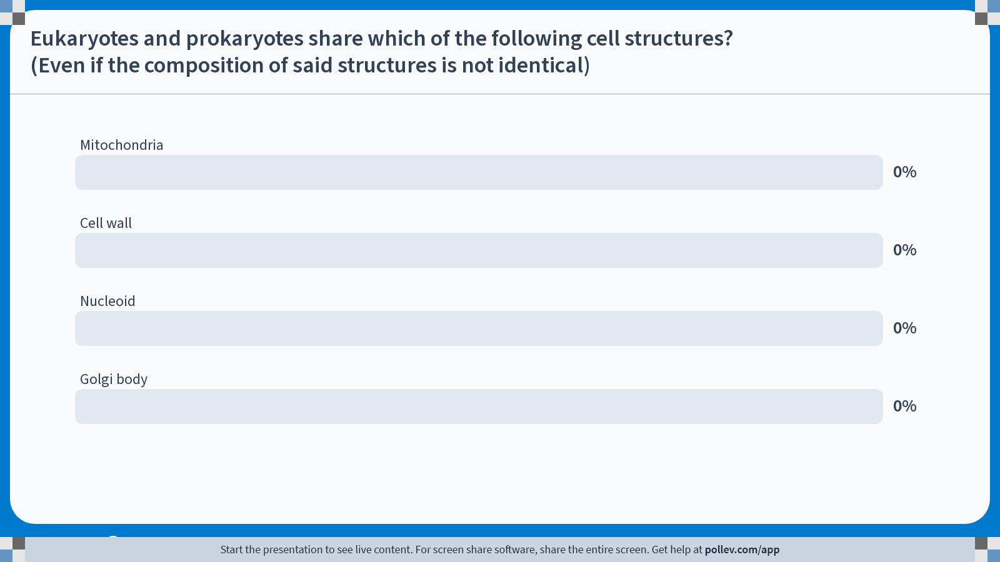 Eukaryotes and prokaryotes share which of the following cell structures?
(Even if the composition of said structures is not identical)
Mitochondria
0%
Cell wall
0%
Nucleoid
0%
Golgi body
0%
Start the presentation to see live content. For screen share software, share the entire screen. Get help at pollev.com/app